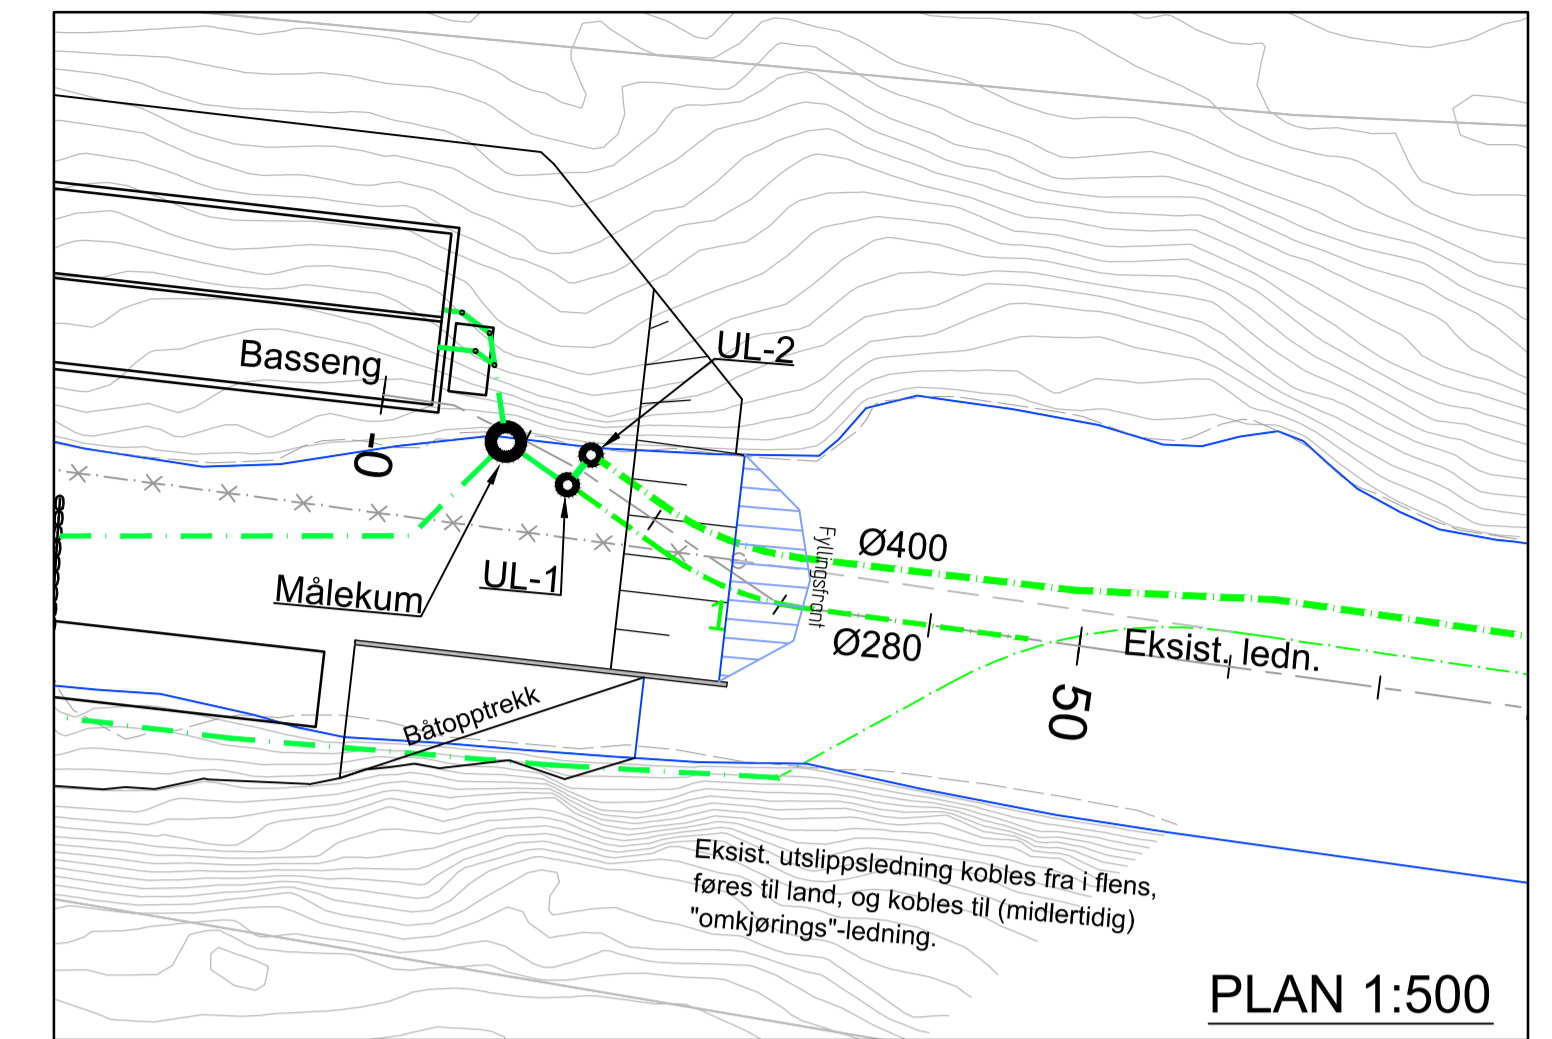 Basseng
UL-2
0
Målekum
UL-1
Fyllingsfront
Ø400
1
Ø280
Eksist. ledn.
50
Båtopptrekk
Eksist. utslippsledning kobles fra i flens,
føres til land, og kobles til (midlertidig)
"omkjørings"-ledning.
PLAN 1:500